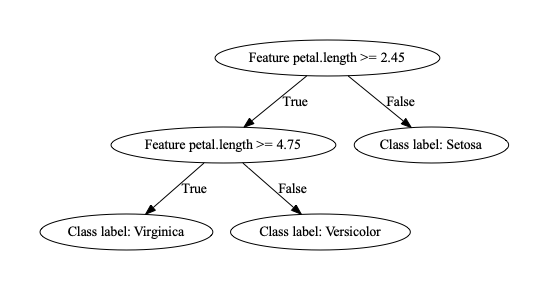 Feature petal.length >= 2.45
True
False
Feature petal.length >= 4.75
Class label: Setosa
True
False
Class label: Virginica
Class label: Versicolor